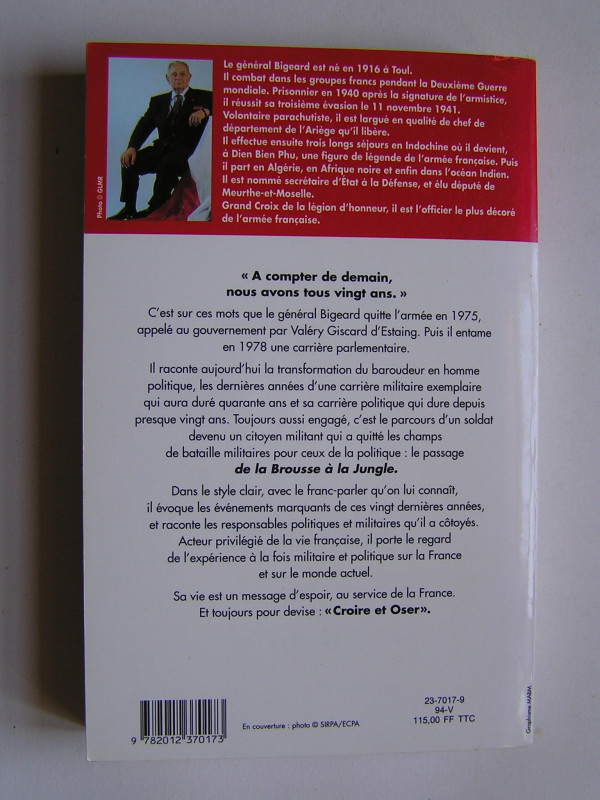 Le général Bigeard est né en 1916 à Toul.
Il combat dans les groupes francs pendant la Deuxième Guerre
mondiale. Prisonnier en 1940 après la signature de l'armistice,
il réussit sa troisième évasion le 11 novembre 1941.
Volontaire parachutiste, il est largué en qualité de chef de
département de l'Ariège qu'il libère.
Il effectue ensuite trois longs séjours en Indochine où il devient,
à Dien Bien Phu, une figure de légende de l'armée française. Puis
il part en Algérie, en Afrique noire et enfin dans l'océan Indien.
Il est nommé secrétaire d'État à la Défense, et élu député de
Meurthe-et-Moselle.
Grand Croix de la légion d'honneur, il est l'officier le plus décoré
de l'armée française.
Photo © GLMR
« A compter de demain,
nous avons tous vingt ans. »
C'est sur ces mots que le général Bigeard quitte l'armée en 1975,
appelé au gouvernement par Valéry Giscard d'Estaing. Puis il entame
en 1978 une carrière parlementaire.
Il raconte aujourd'hui la transformation du baroudeur en homme
politique, les dernières années d'une carrière militaire exemplaire
qui aura duré quarante ans et sa carrière politique qui dure depuis
presque vingt ans. Toujours aussi engagé, c'est le parcours d'un soldat
devenu un citoyen militant qui a quitté les champs
de bataille militaires pour ceux de la politique : le passage
de la Brousse à la Jungle.
Dans le style clair, avec le franc-parler qu'on lui connaît,
il évoque les événements marquants de ces vingt dernières années,
et raconte les responsables politiques et militaires qu'il a côtoyés.
Acteur privilégié de la vie française, il porte le regard
de l'expérience à la fois militaire et politique sur la France
et sur le monde actuel.
Sa vie est un message d'espoir, au service de la France.
Et toujours pour devise : «Croire et Oser».
9 782012 370173
En couverture : photo © SIRPA/ECPA
23-7017-9
94-V
115,00 FF TTC
Graphisme MABM